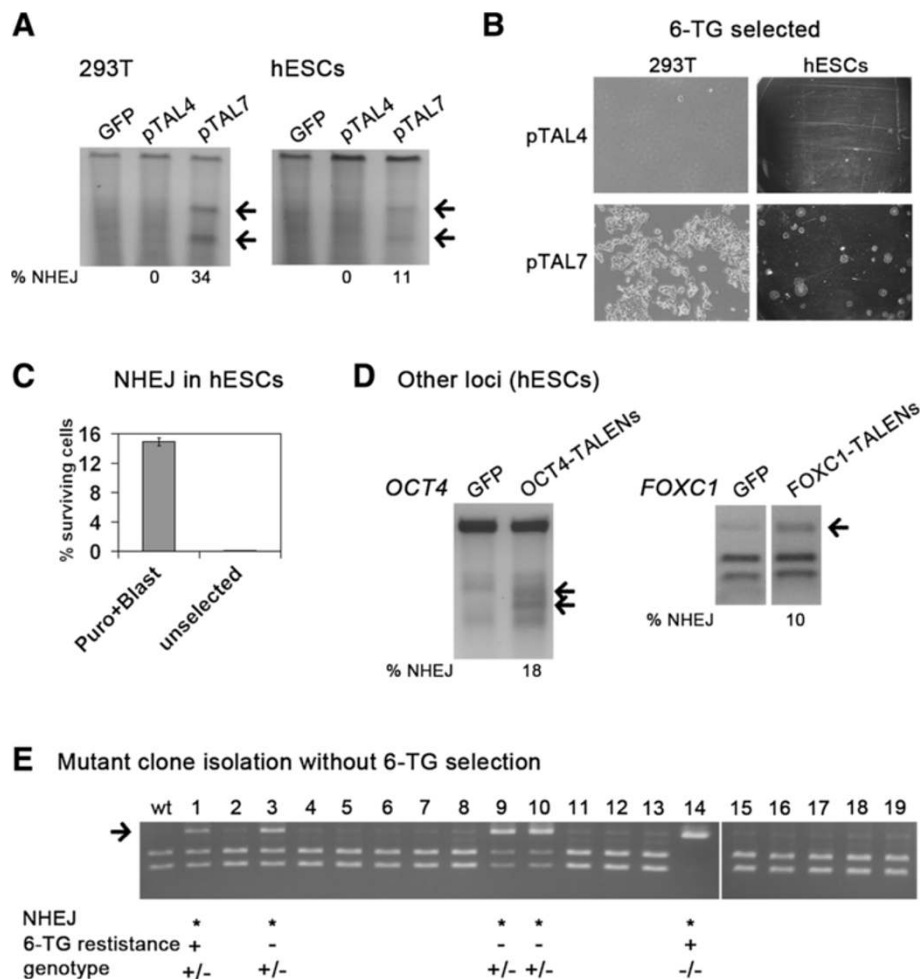 A
293T
hESCs
GFP
pTAL4
pTAL7
GFP
pTAL4
pTAL7
% NHEJ
0
34
0
11
B
6-TG selected
293T
hESCs
pTAL4
pTAL7
C
NHEJ in hESCs
% surviving cells
16
12
8
4
0
Puro+Blast
unselected
D
Other loci (hESCs)
OCT4
GFP
OCT4-TALENs
% NHEJ
18
FOXC1
GFP
FOXC1-TALENs
% NHEJ
10
E
Mutant clone isolation without 6-TG selection
wt 1 2 3 4 5 6 7 8 9 10 11 12 13 14 15 16 17 18 19
NHEJ * * * * *
6-TG restistance + - - - +
genotype +/- +/- +/- +/- -/-